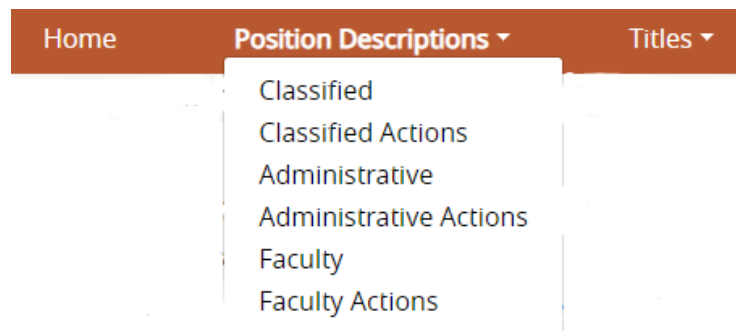 Home Position Descriptions Titles
Classified
Classified Actions
Administrative
Administrative Actions
Faculty
Faculty Actions